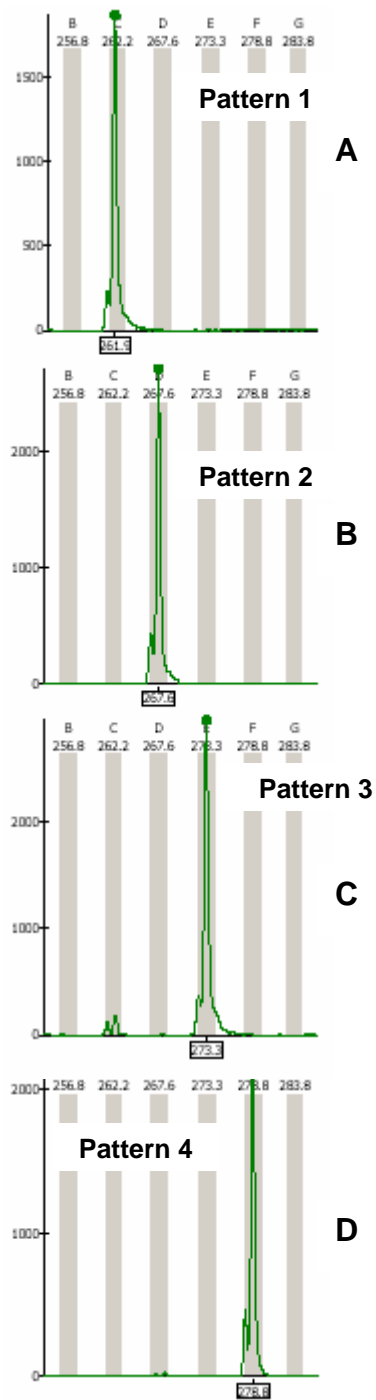 B C D E F G
256.8 262.2 267.6 273.3 278.8 283.8
Pattern 1
A
1500
1000
500
0
261.9
B C D E F G
256.8 262.2 267.6 273.3 278.8 283.8
Pattern 2
B
2000
1000
0
267.6
B C D E F G
256.8 262.2 267.6 273.3 278.8 283.8
Pattern 3
C
2000
1000
0
273.3
256.8 262.2 267.6 273.3 278.8 283.8
2000
Pattern 4
D
1000
0
278.8